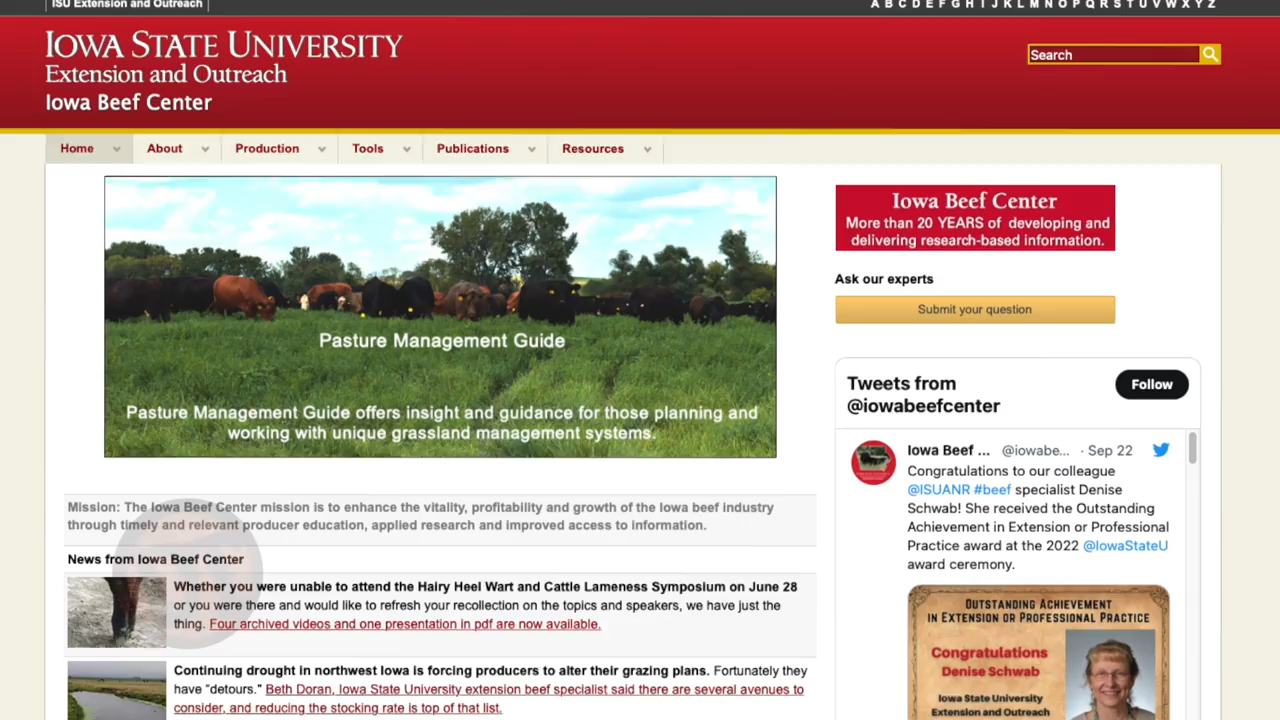 ISU Extension and Outreach
A B C D E F G H I J K L M N O P Q R S T U V W X Y Z
IOWA STATE UNIVERSITY
Extension and Outreach
Iowa Beef Center
Search
Home
About
Production
Tools
Publications
Resources
Pasture Management Guide
Pasture Management Guide offers insight and guidance for those planning and
working with unique grassland management systems.
Mission: The Iowa Beef Center mission is to enhance the vitality, profitability and growth of the Iowa beef industry
through timely and relevant producer education, applied research and improved access to information.
News from Iowa Beef Center
Whether you were unable to attend the Hairy Heel Wart and Cattle Lameness Symposium on June 28
or you were there and would like to refresh your recollection on the topics and speakers, we have just the
thing. Four archived videos and one presentation in pdf are now available.
Continuing drought in northwest Iowa is forcing producers to alter their grazing plans. Fortunately they
have "detours." Beth Doran, Iowa State University extension beef specialist said there are several avenues to
consider, and reducing the stocking rate is top of that list.
Iowa Beef Center
More than 20 YEARS of developing and
delivering research-based information.
Ask our experts
Submit your question
Tweets from
@iowabeefcenter
Follow
Iowa Beef ... @iowabe... · Sep 22
Congratulations to our colleague
@ISUANR #beef specialist Denise
Schwab! She received the Outstanding
Achievement in Extension or Professional
Practice award at the 2022 @IowaStateU
award ceremony.
OUTSTANDING ACHIEVEMENT
IN EXTENSION OR PROFESSIONAL PRACTICE
Congratulations
Denise Schwab
Iowa State University
Extension and Outreach